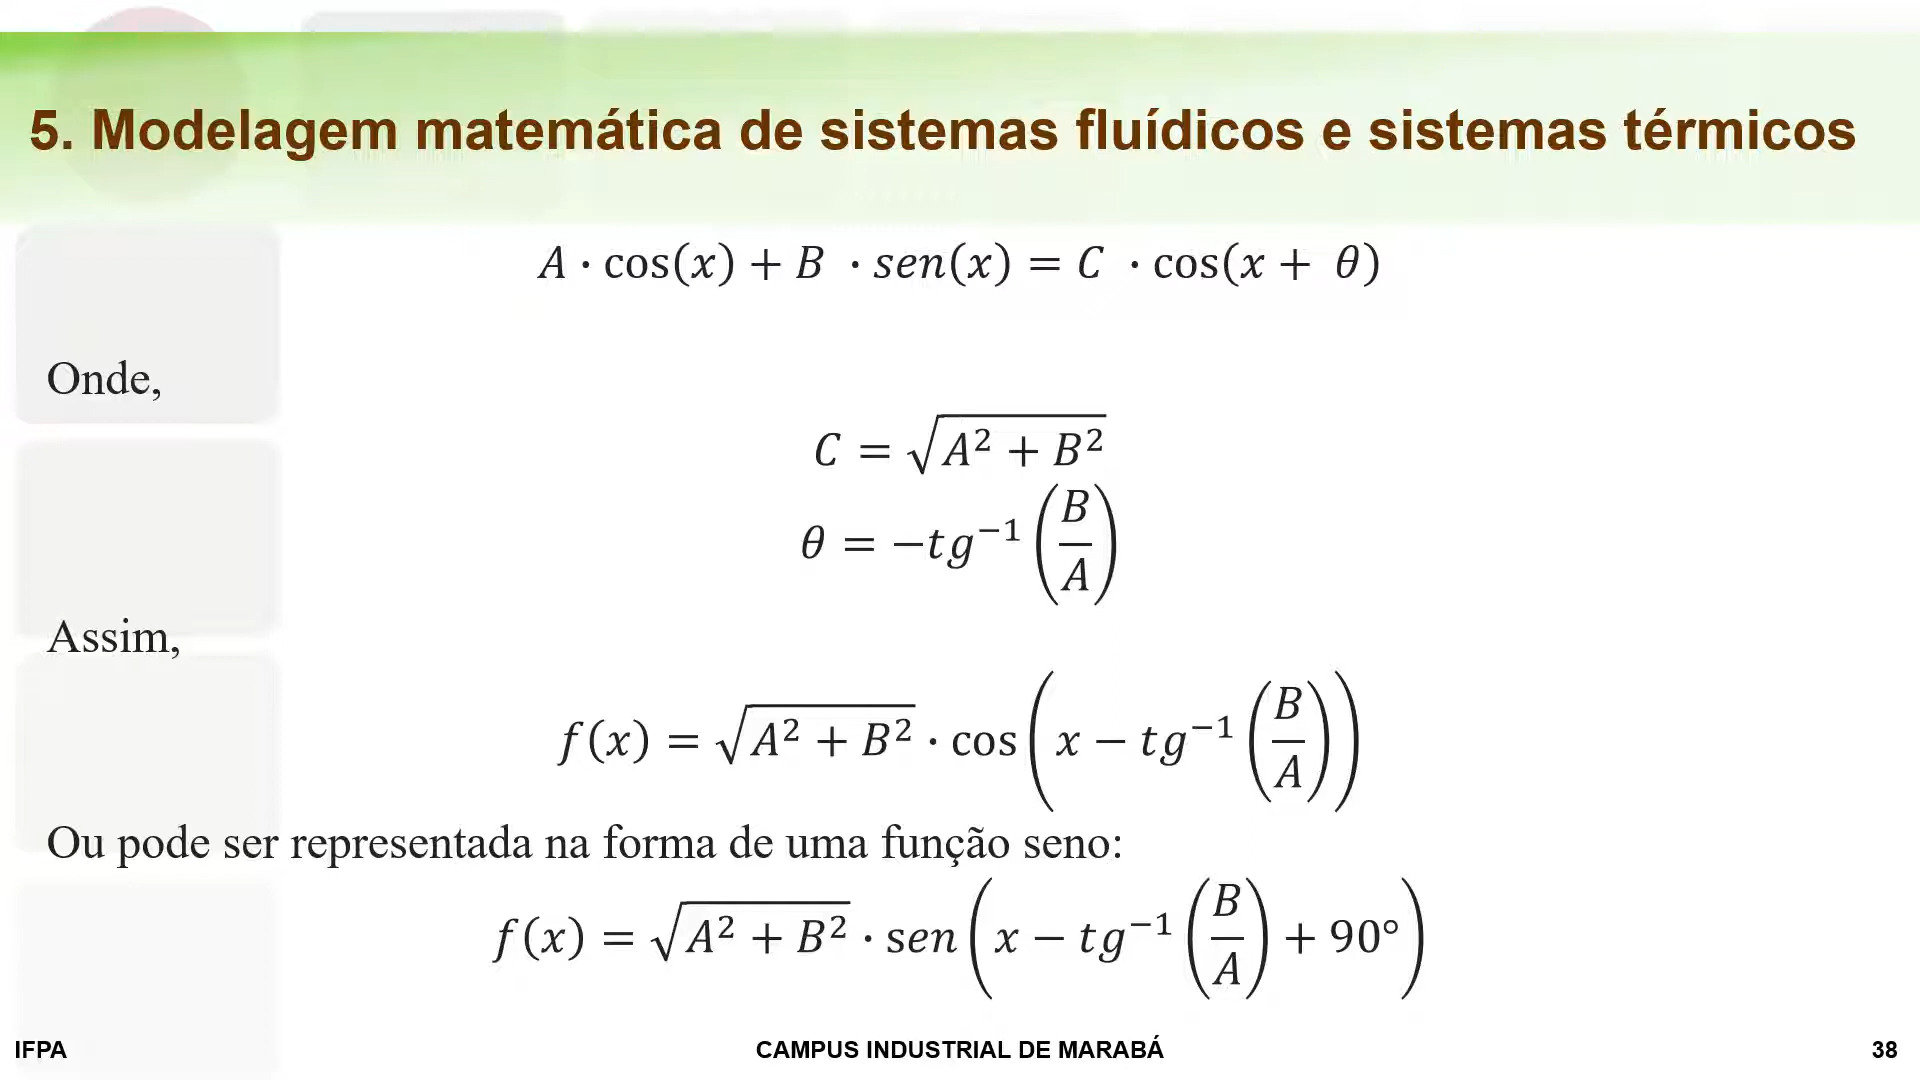 5. Modelagem matemática de sistemas fluídicos e sistemas térmicos
A · cos(x) + B · sen(x) = C · cos(x + θ)
Onde,
C = √(A² + B²)
θ = −tg⁻¹(B/A)
Assim,
f(x) = √(A² + B²) · cos(x − tg⁻¹(B/A))
Ou pode ser representada na forma de uma função seno:
f(x) = √(A² + B²) · sen(x − tg⁻¹(B/A) + 90°)
IFPA CAMPUS INDUSTRIAL DE MARABÁ 38